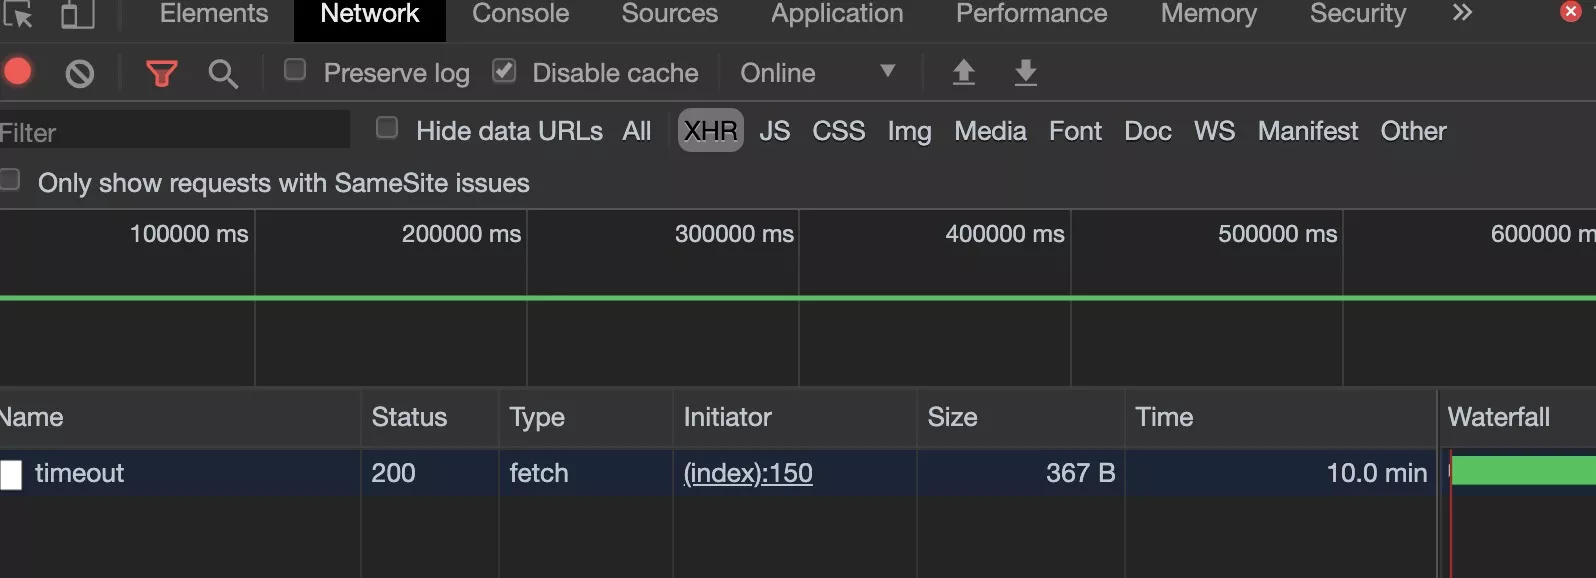 Elements Network Console Sources Application Performance Memory Security »
Preserve log Disable cache Online
Filter Hide data URLs All XHR JS CSS Img Media Font Doc WS Manifest Other
Only show requests with SameSite issues
100000 ms 200000 ms 300000 ms 400000 ms 500000 ms 600000 m
Name Status Type Initiator Size Time Waterfall
timeout 200 fetch (index):150 367 B 10.0 min